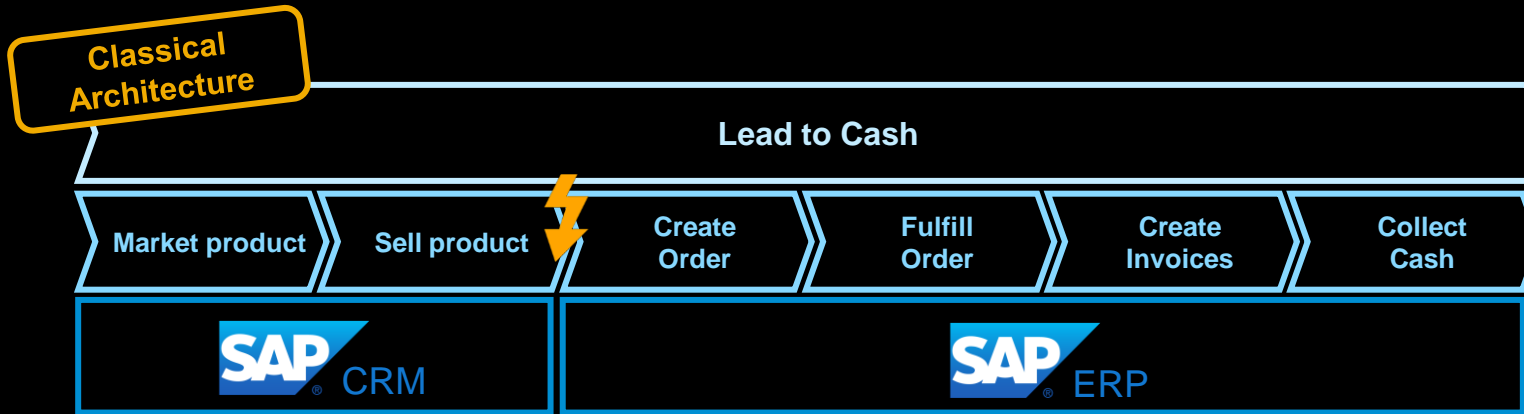 Classical
Architecture
Lead to Cash
Market product
Sell product
Create
Order
Fulfill
Order
Create
Invoices
Collect
Cash
SAP® CRM
SAP® ERP